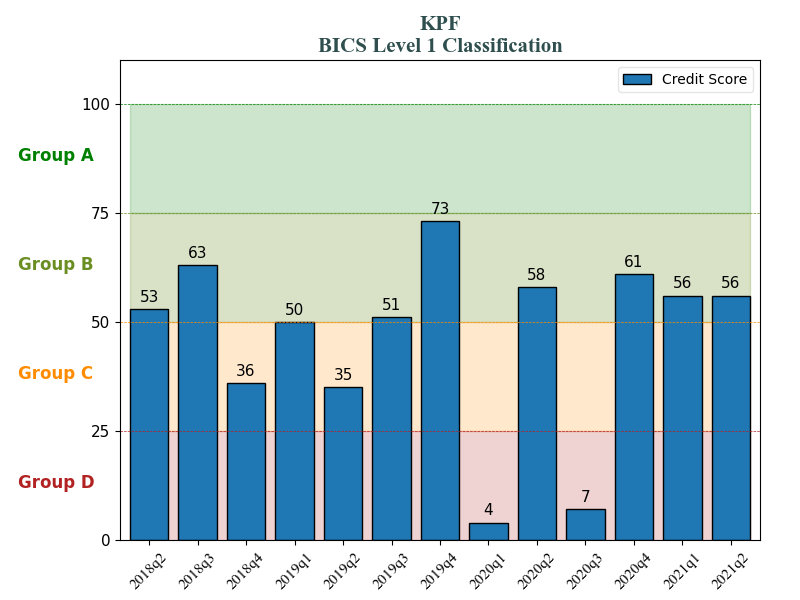 KPF
BICS Level 1 Classification
Credit Score
100
Group A
75
73
63
Group B
61
58
56
56
53
51
50
50
36
Group C
35
25
Group D
7
4
0
2018q2
2018q3
2018q4
2019q1
2019q2
2019q3
2019q4
2020q1
2020q2
2020q3
2020q4
2021q1
2021q2